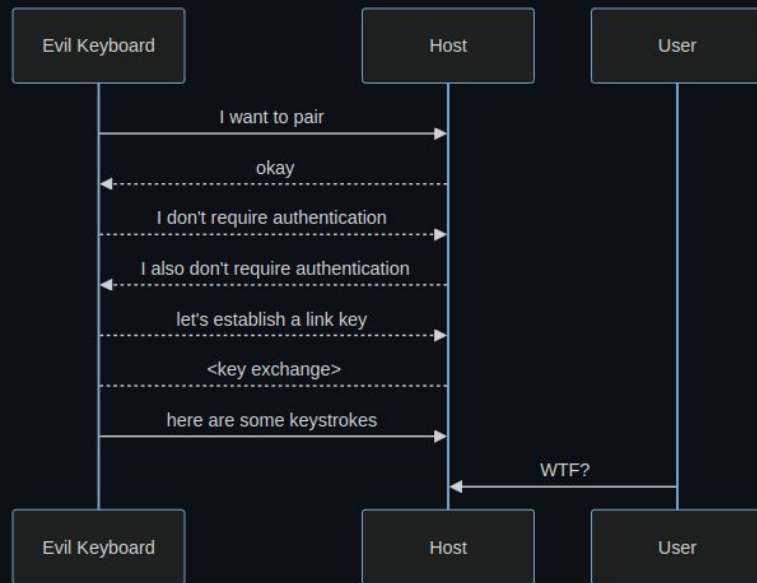 Evil Keyboard
Host
User
I want to pair
okay
I don't require authentication
I also don't require authentication
let's establish a link key
<key exchange>
here are some keystrokes
WTF?
Evil Keyboard
Host
User